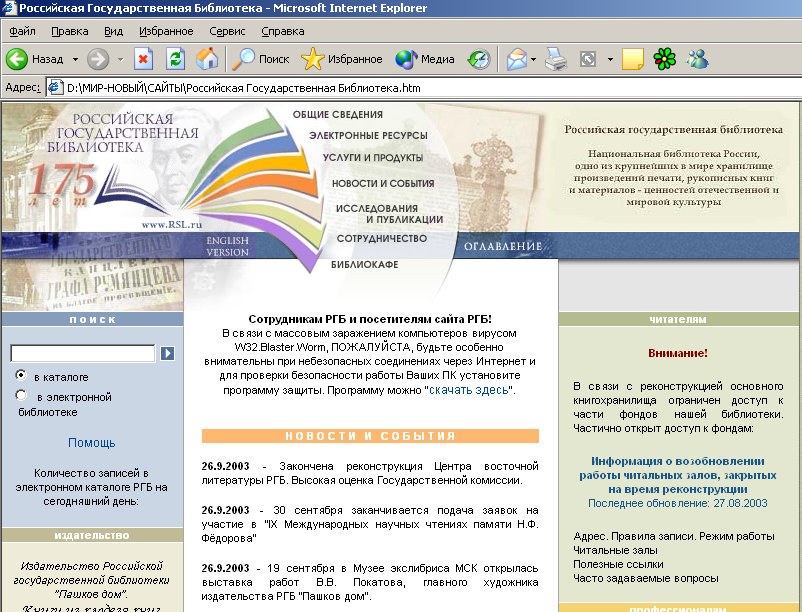 Российская Государственная Библиотека - Microsoft Internet Explorer
Файл Правка Вид Избранное Сервис Справка
Назад Поиск Избранное Медиа
Адрес: D:\МИР-НОВЫЙ\САЙТЫ\Российская Государственная Библиотека.htm
РОССИЙСКАЯ
ГОСУДАРСТВЕННАЯ
БИБЛИОТЕКА
175
лет
www.RSL.ru
ENGLISH
VERSION
ОБЩИЕ СВЕДЕНИЯ
ЭЛЕКТРОННЫЕ РЕСУРСЫ
УСЛУГИ И ПРОДУКТЫ
НОВОСТИ И СОБЫТИЯ
ИССЛЕДОВАНИЯ
И ПУБЛИКАЦИИ
СОТРУДНИЧЕСТВО
БИБЛИОКАФЕ
ОГЛАВЛЕНИЕ
Российская государственная библиотека
Национальная библиотека России,
одно из крупнейших в мире хранилище
произведений печати, рукописных книг
и материалов - ценностей отечественной и
мировой культуры
ГОСУДАРСТВЕННАГО
КАНЦЛЕРА
ГРАФА РУМЯНЦЕВА
НА БЛАГОЕ ПРОСВЕЩЕНИЕ
поиск
в каталоге
в электронной
библиотеке
Помощь
Количество записей в
электронном каталоге РГБ на
сегодняшний день:
издательство
Издательство Российской
государственной библиотеки
"Пашков дом".
Сотрудникам РГБ и посетителям сайта РГБ!
В связи с массовым заражением компьютеров вирусом
W32.Blaster.Worm, ПОЖАЛУЙСТА, будьте особенно
внимательны при небезопасных соединениях через Интернет и
для проверки безопасности работы Ваших ПК установите
программу защиты. Программу можно "скачать здесь".
НОВОСТИ И СОБЫТИЯ
26.9.2003 - Закончена реконструкция Центра восточной
литературы РГБ. Высокая оценка Государственной комиссии.
26.9.2003 - 30 сентября заканчивается подача заявок на
участие в "IX Международных научных чтениях памяти Н.Ф.
Фёдорова"
26.9.2003 - 19 сентября в Музее экслибриса МСК открылась
выставка работ В.В. Покатова, главного художника
издательства РГБ "Пашков дом".
читателям
Внимание!
В связи с реконструкцией основного
книгохранилища ограничен доступ к
части фондов нашей библиотеки.
Частично открыт доступ к фондам:
Информация о возобновлении
работы читальных залов, закрытых
на время реконструкции
Последнее обновление: 27.08.2003
Адрес. Правила записи. Режим работы
Читальные залы
Полезные ссылки
Часто задаваемые вопросы
профессионалам